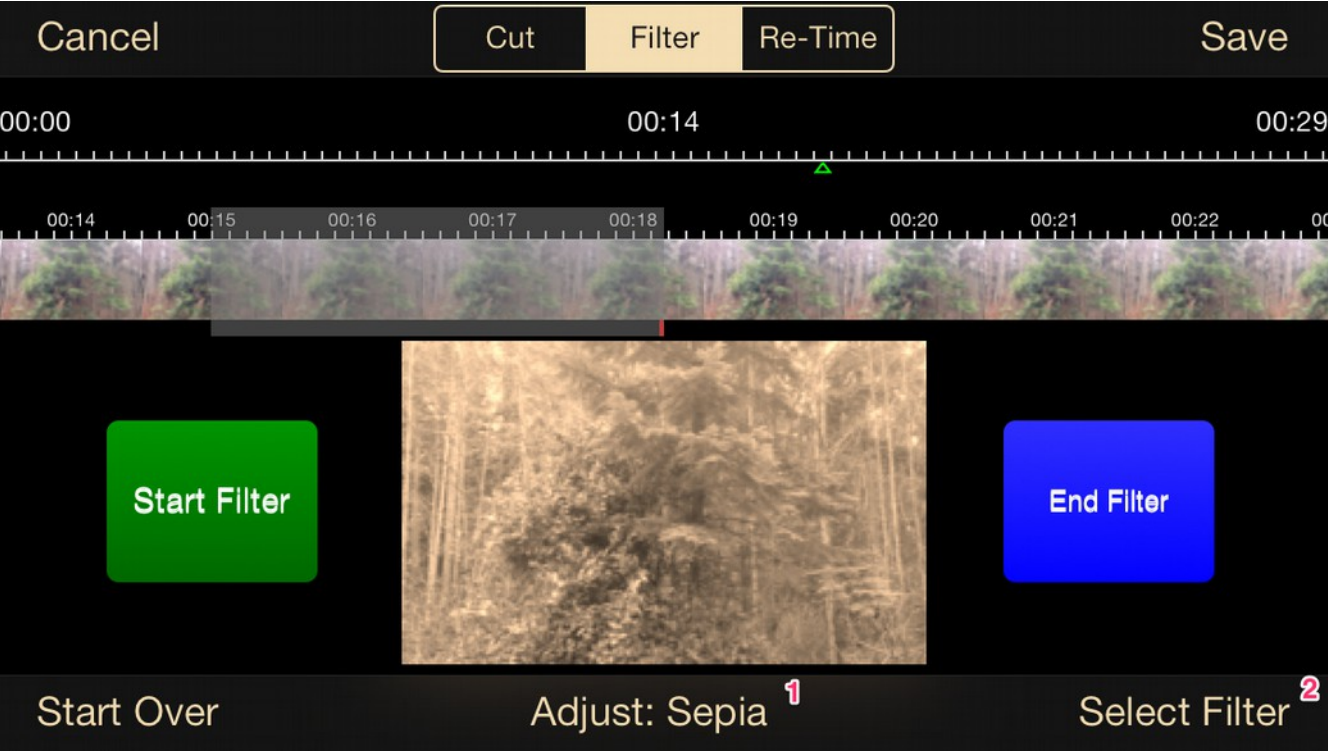 Cancel Cut Filter Re-Time Save
00:00 00:14 00:29
00:14 00:15 00:16 00:17 00:18 00:19 00:20 00:21 00:22
Start Filter End Filter
Start Over Adjust: Sepia 1 Select Filter 2